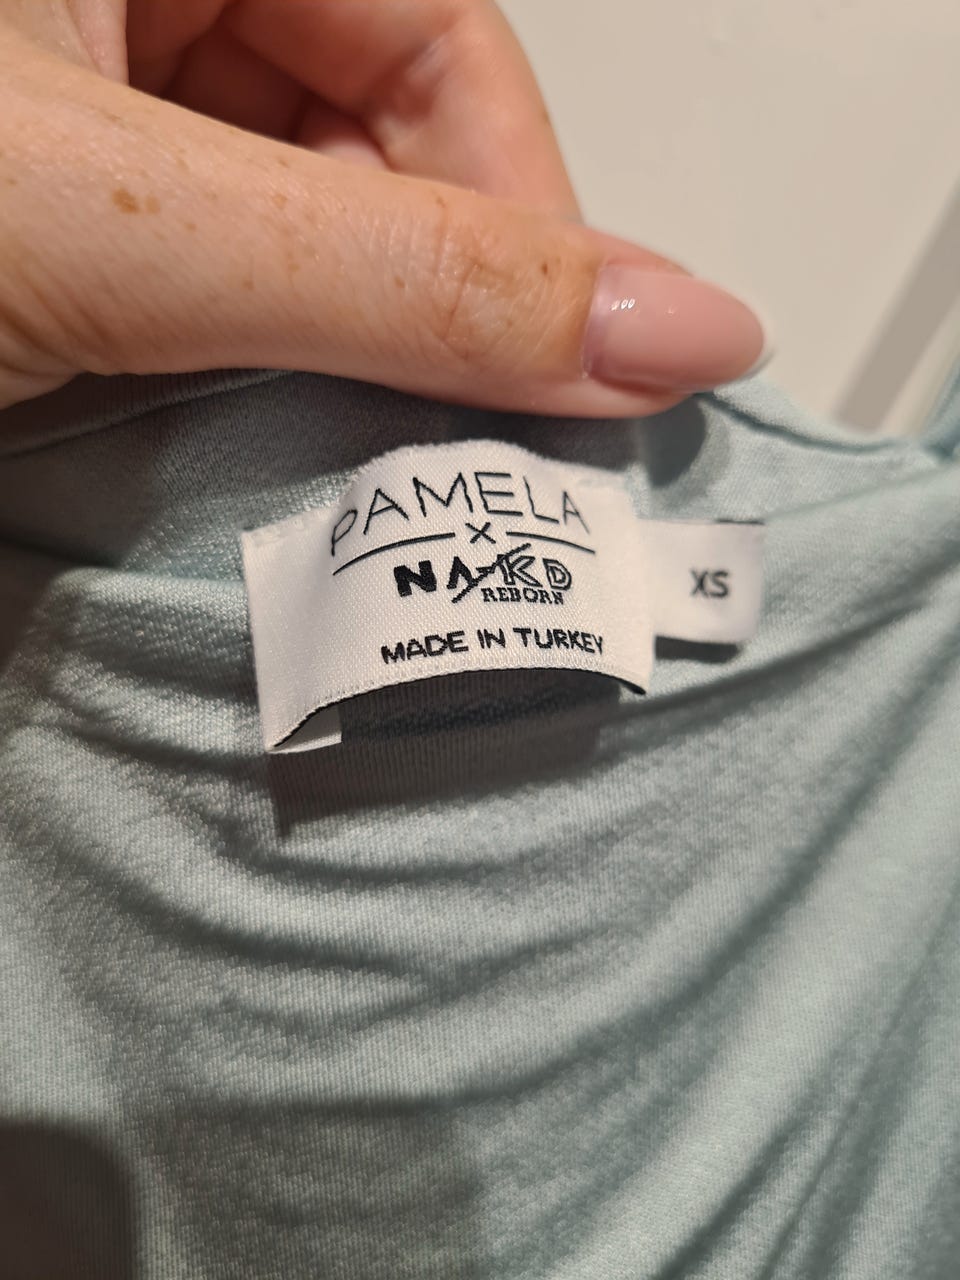 PAMELA
X
NA-KD
REBORN
MADE IN TURKEY
XS